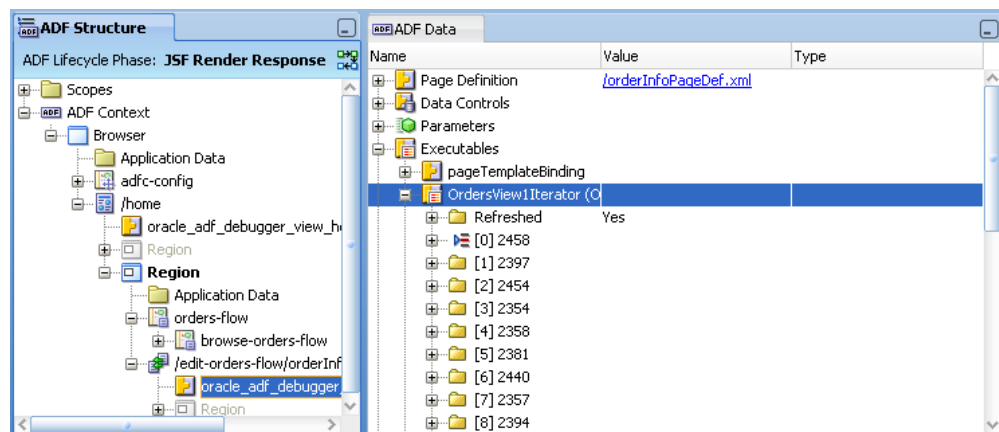 ADF Structure
ADF Lifecycle Phase: JSF Render Response
Scopes
ADF ADF Context
Browser
Application Data
adfc-config
/home
oracle_adf_debugger_view_h
Region
Region
Application Data
orders-flow
browse-orders-flow
/edit-orders-flow/orderInf
oracle_adf_debugger_
Region
ADF ADF Data
Name Value Type
Page Definition /orderInfoPageDef.xml
Data Controls
Parameters
Executables
pageTemplateBinding
OrdersView1Iterator (O
Refreshed Yes
[0] 2458
[1] 2397
[2] 2454
[3] 2354
[4] 2358
[5] 2381
[6] 2440
[7] 2357
[8] 2394